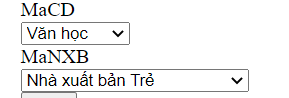 MaCD
Văn học
MaNXB
Nhà xuất bản Trẻ